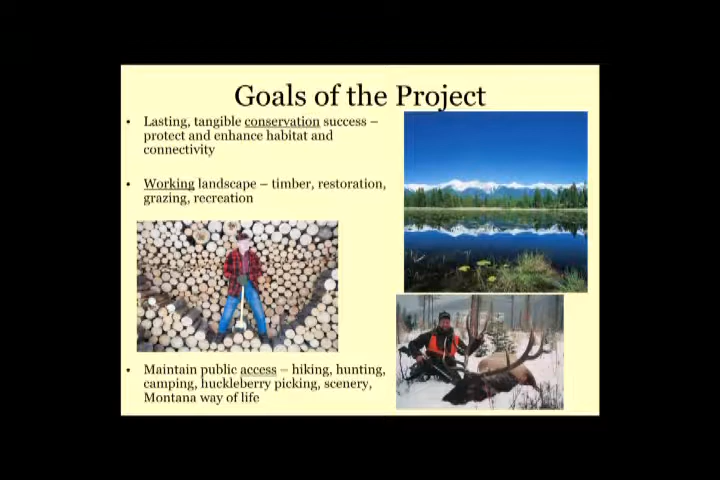 Goals of the Project
• Lasting, tangible conservation success –
protect and enhance habitat and
connectivity
• Working landscape – timber, restoration,
grazing, recreation
• Maintain public access – hiking, hunting,
camping, huckleberry picking, scenery,
Montana way of life